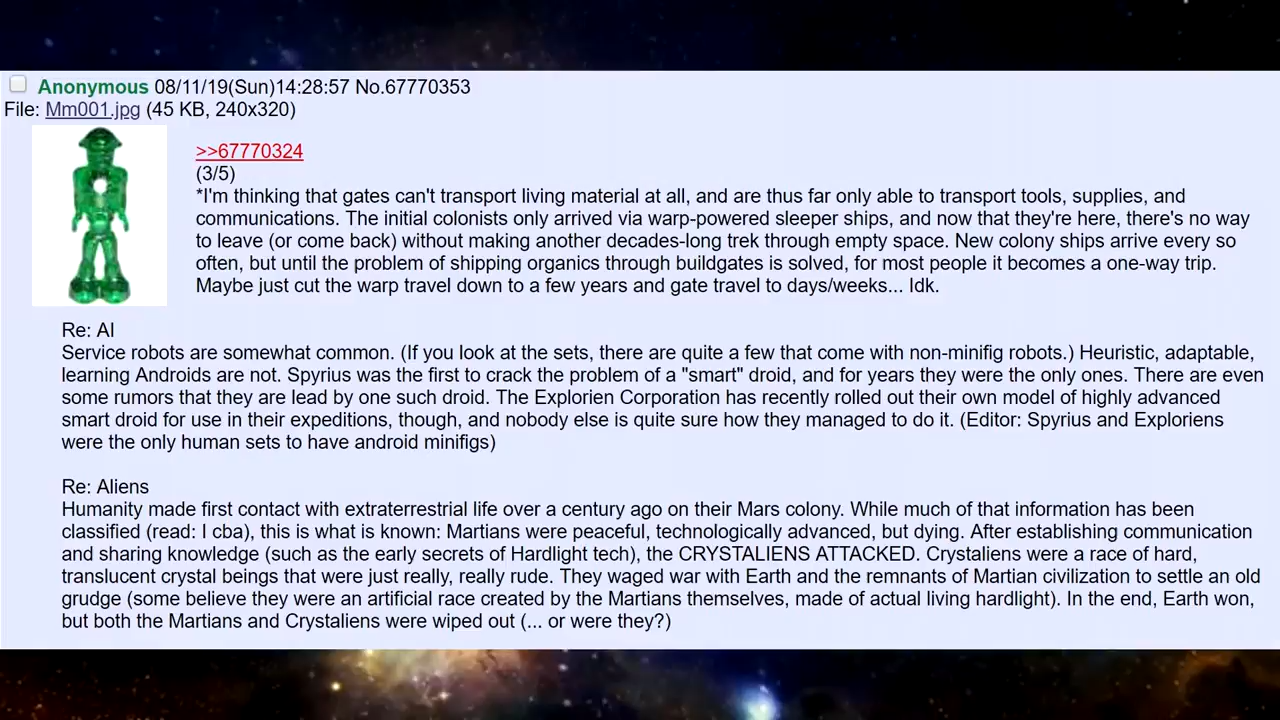 Anonymous 08/11/19(Sun)14:28:57 No.67770353
File: Mm001.jpg (45 KB, 240x320)
>>67770324
(3/5)
*I'm thinking that gates can't transport living material at all, and are thus far only able to transport tools, supplies, and
communications. The initial colonists only arrived via warp-powered sleeper ships, and now that they're here, there's no way
to leave (or come back) without making another decades-long trek through empty space. New colony ships arrive every so
often, but until the problem of shipping organics through buildgates is solved, for most people it becomes a one-way trip.
Maybe just cut the warp travel down to a few years and gate travel to days/weeks... Idk.
Re: AI
Service robots are somewhat common. (If you look at the sets, there are quite a few that come with non-minifig robots.) Heuristic, adaptable,
learning Androids are not. Spyrius was the first to crack the problem of a "smart" droid, and for years they were the only ones. There are even
some rumors that they are lead by one such droid. The Explorien Corporation has recently rolled out their own model of highly advanced
smart droid for use in their expeditions, though, and nobody else is quite sure how they managed to do it. (Editor: Spyrius and Exploriens
were the only human sets to have android minifigs)
Re: Aliens
Humanity made first contact with extraterrestrial life over a century ago on their Mars colony. While much of that information has been
classified (read: I cba), this is what is known: Martians were peaceful, technologically advanced, but dying. After establishing communication
and sharing knowledge (such as the early secrets of Hardlight tech), the CRYSTALIENS ATTACKED. Crystaliens were a race of hard,
translucent crystal beings that were just really, really rude. They waged war with Earth and the remnants of Martian civilization to settle an old
grudge (some believe they were an artificial race created by the Martians themselves, made of actual living hardlight). In the end, Earth won,
but both the Martians and Crystaliens were wiped out (... or were they?)